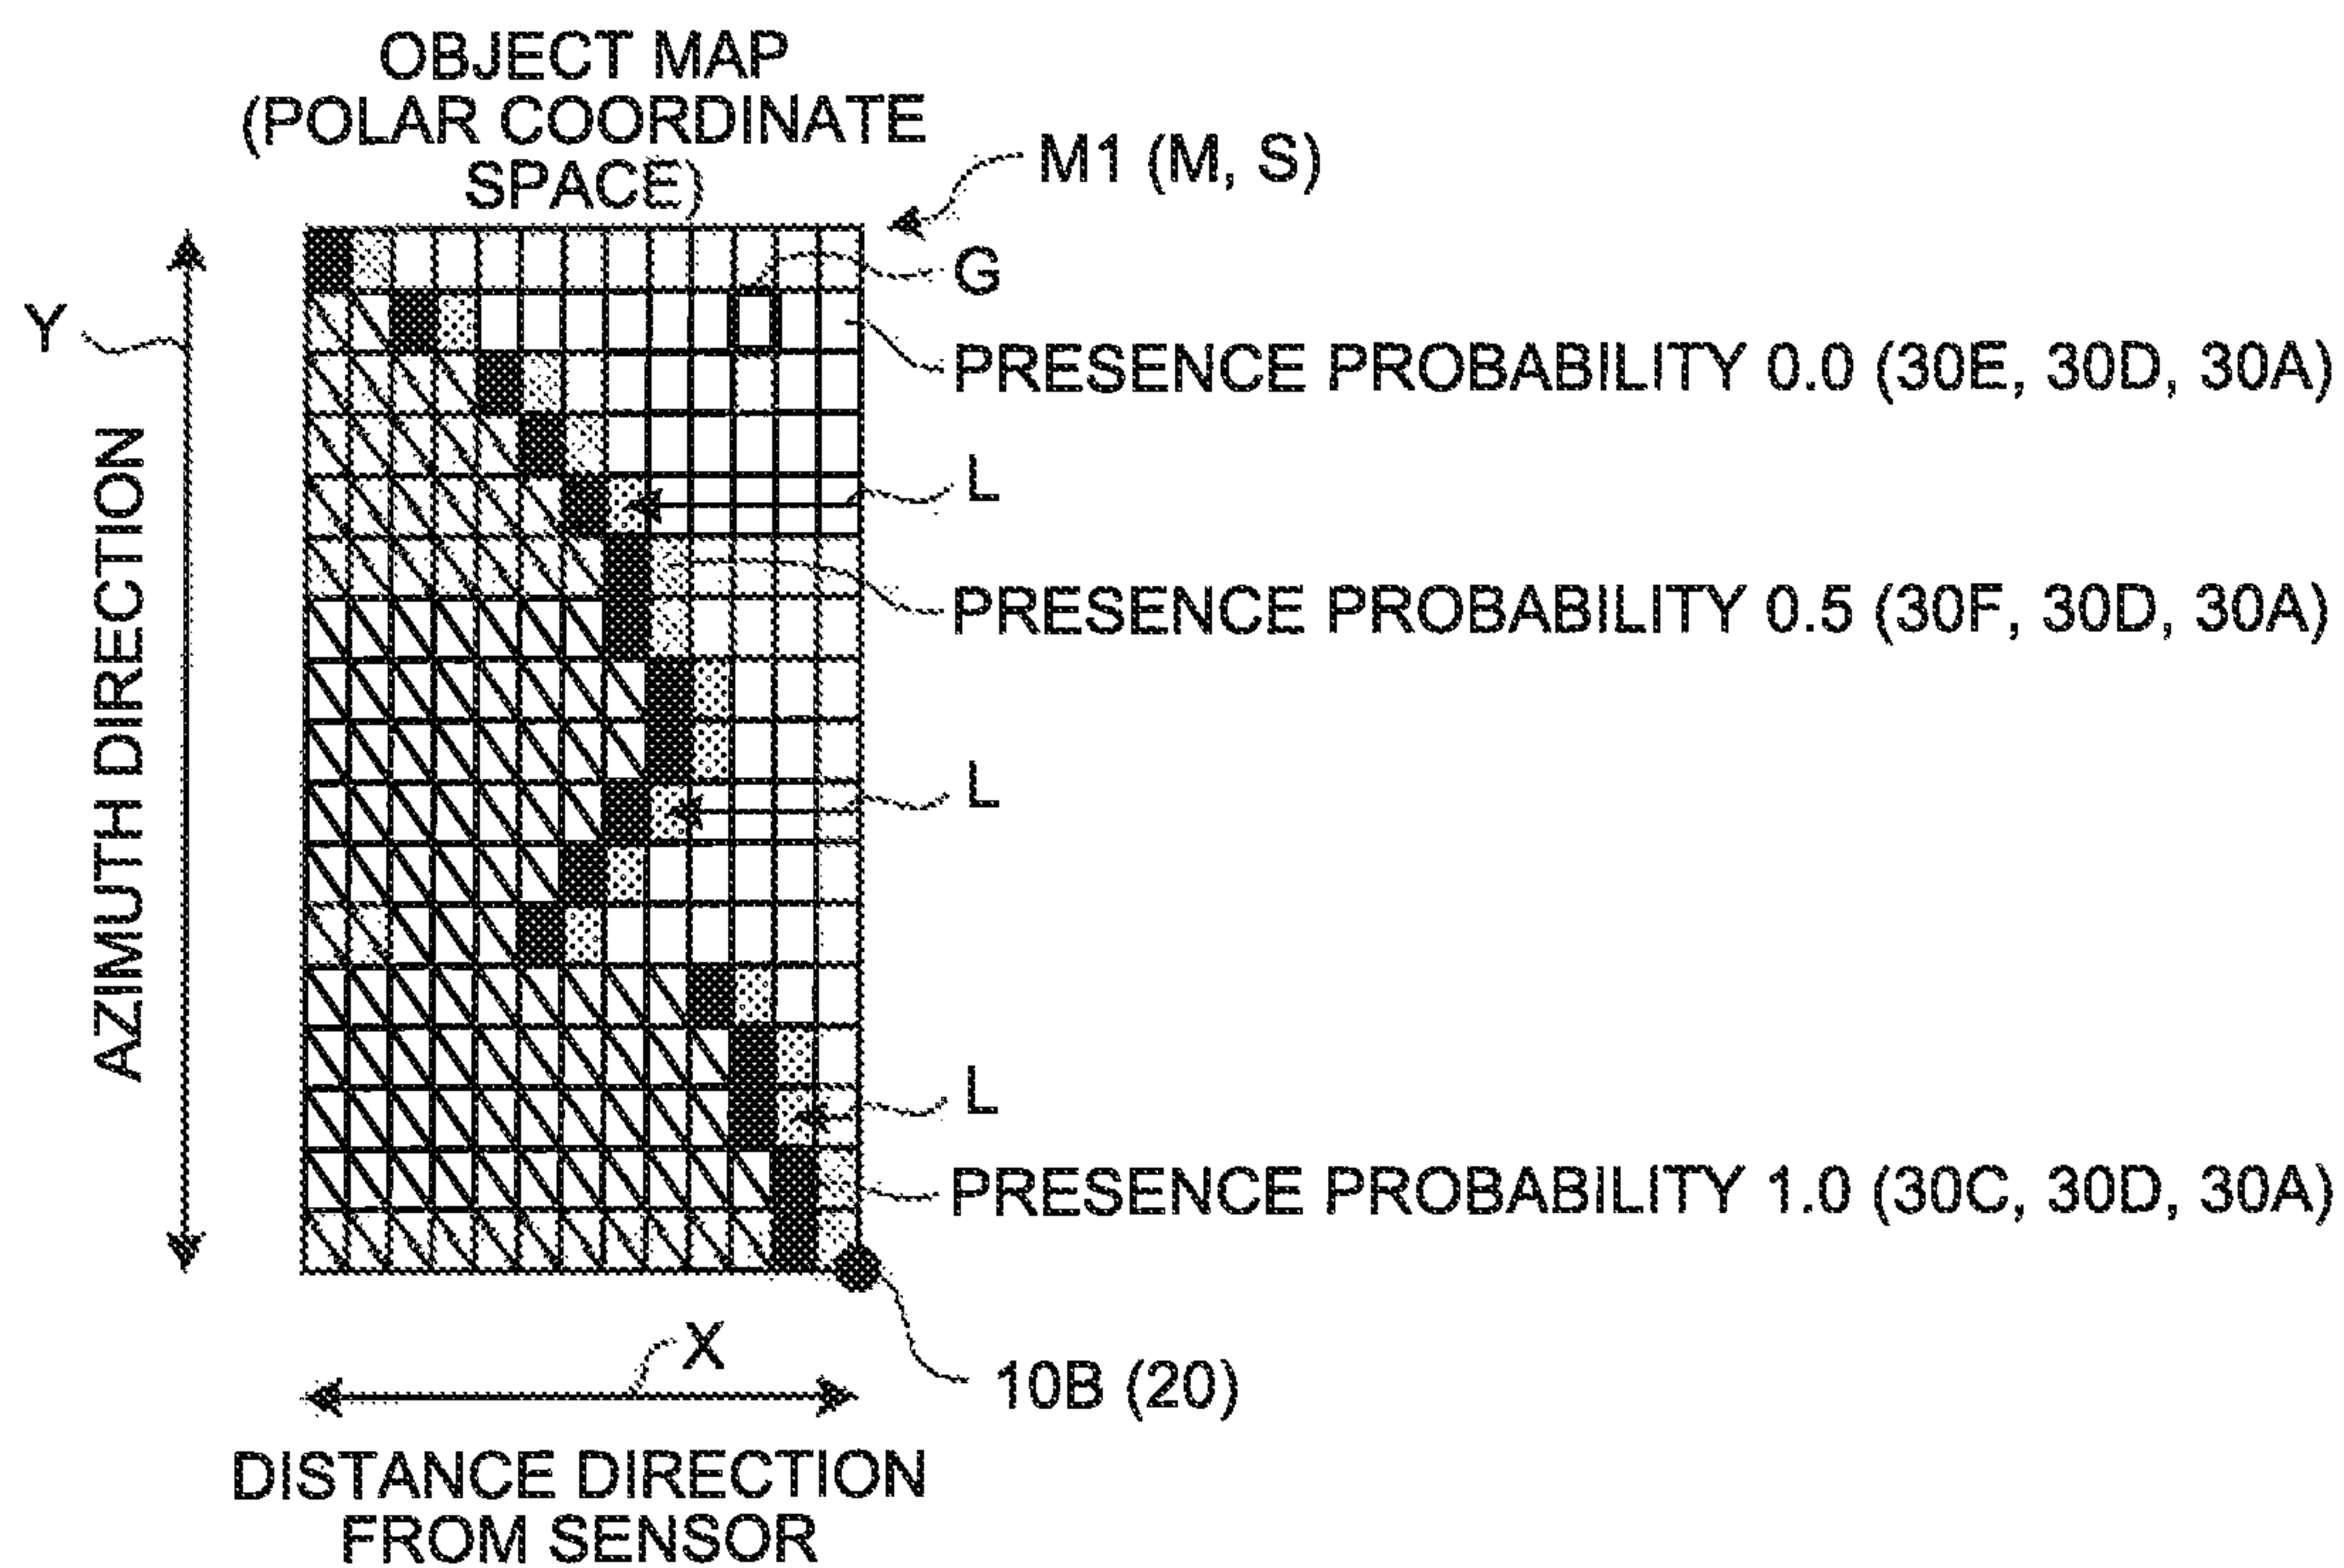 OBJECT MAP
(POLAR COORDINATE
SPACE)
M1 (M, S)
G
Y
PRESENCE PROBABILITY 0.0 (30E, 30D, 30A)
L
PRESENCE PROBABILITY 0.5 (30F, 30D, 30A)
AZIMUTH DIRECTION
L
L
PRESENCE PROBABILITY 1.0 (30C, 30D, 30A)
X
10B (20)
DISTANCE DIRECTION
FROM SENSOR